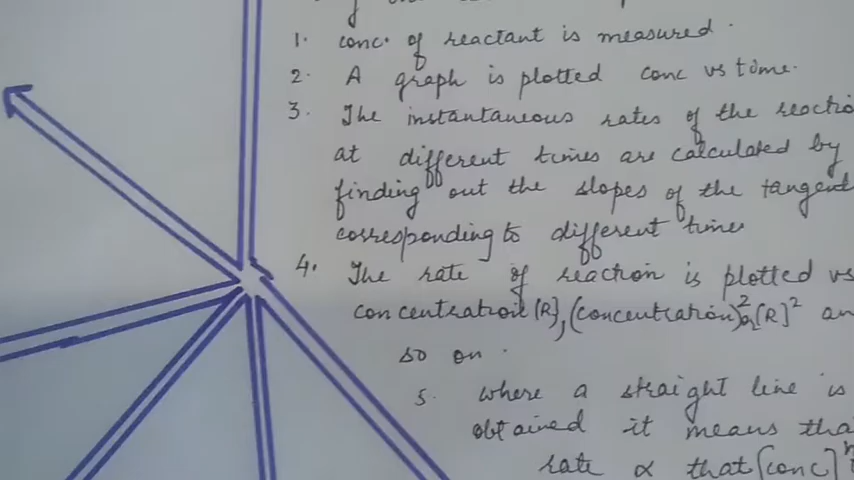 1. conc. of reactant is measured.
2. A graph is plotted conc vs time.
3. The instantaneous rates of the reactio
at different times are calculated by
finding out the slopes of the tangent
corresponding to different time
4. The rate of reaction is plotted vs
concentration [R], (concentration)² [R]² an
so on.
5. where a straight line is
obtained it means tha
rate ∝ that [conc]ⁿ